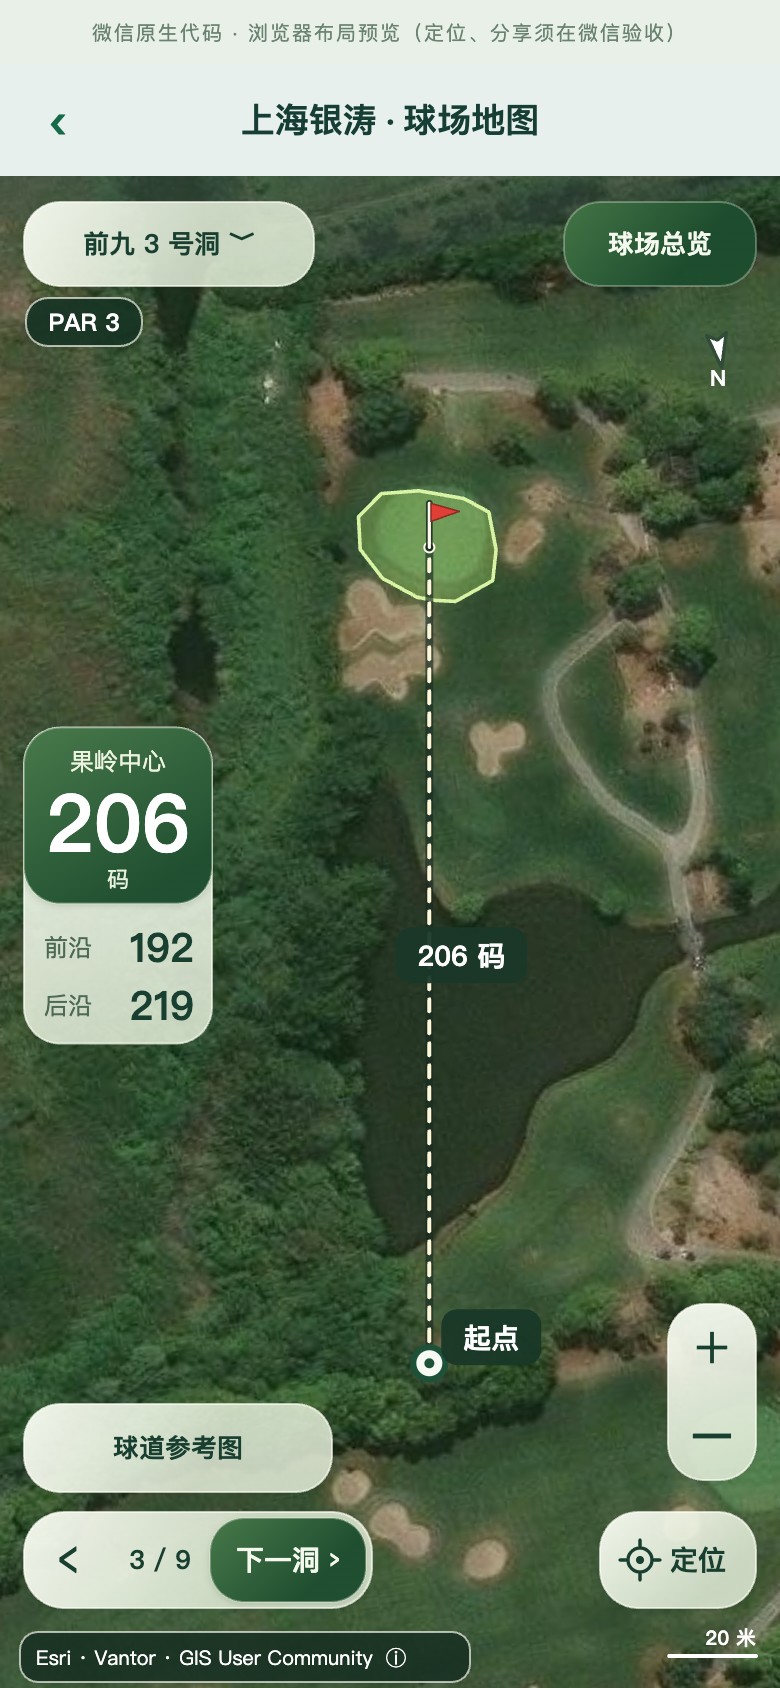 微信原生代码 · 浏览器布局预览（定位、分享须在微信验收）
‹ 上海银涛 · 球场地图
前九 3 号洞
球场总览
PAR 3
N
果岭中心
206
码
前沿 192
后沿 219
206 码
起点
+
—
球道参考图
< 3 / 9 下一洞 ›
定位
20 米
Esri · Vantor · GIS User Community ⓘ